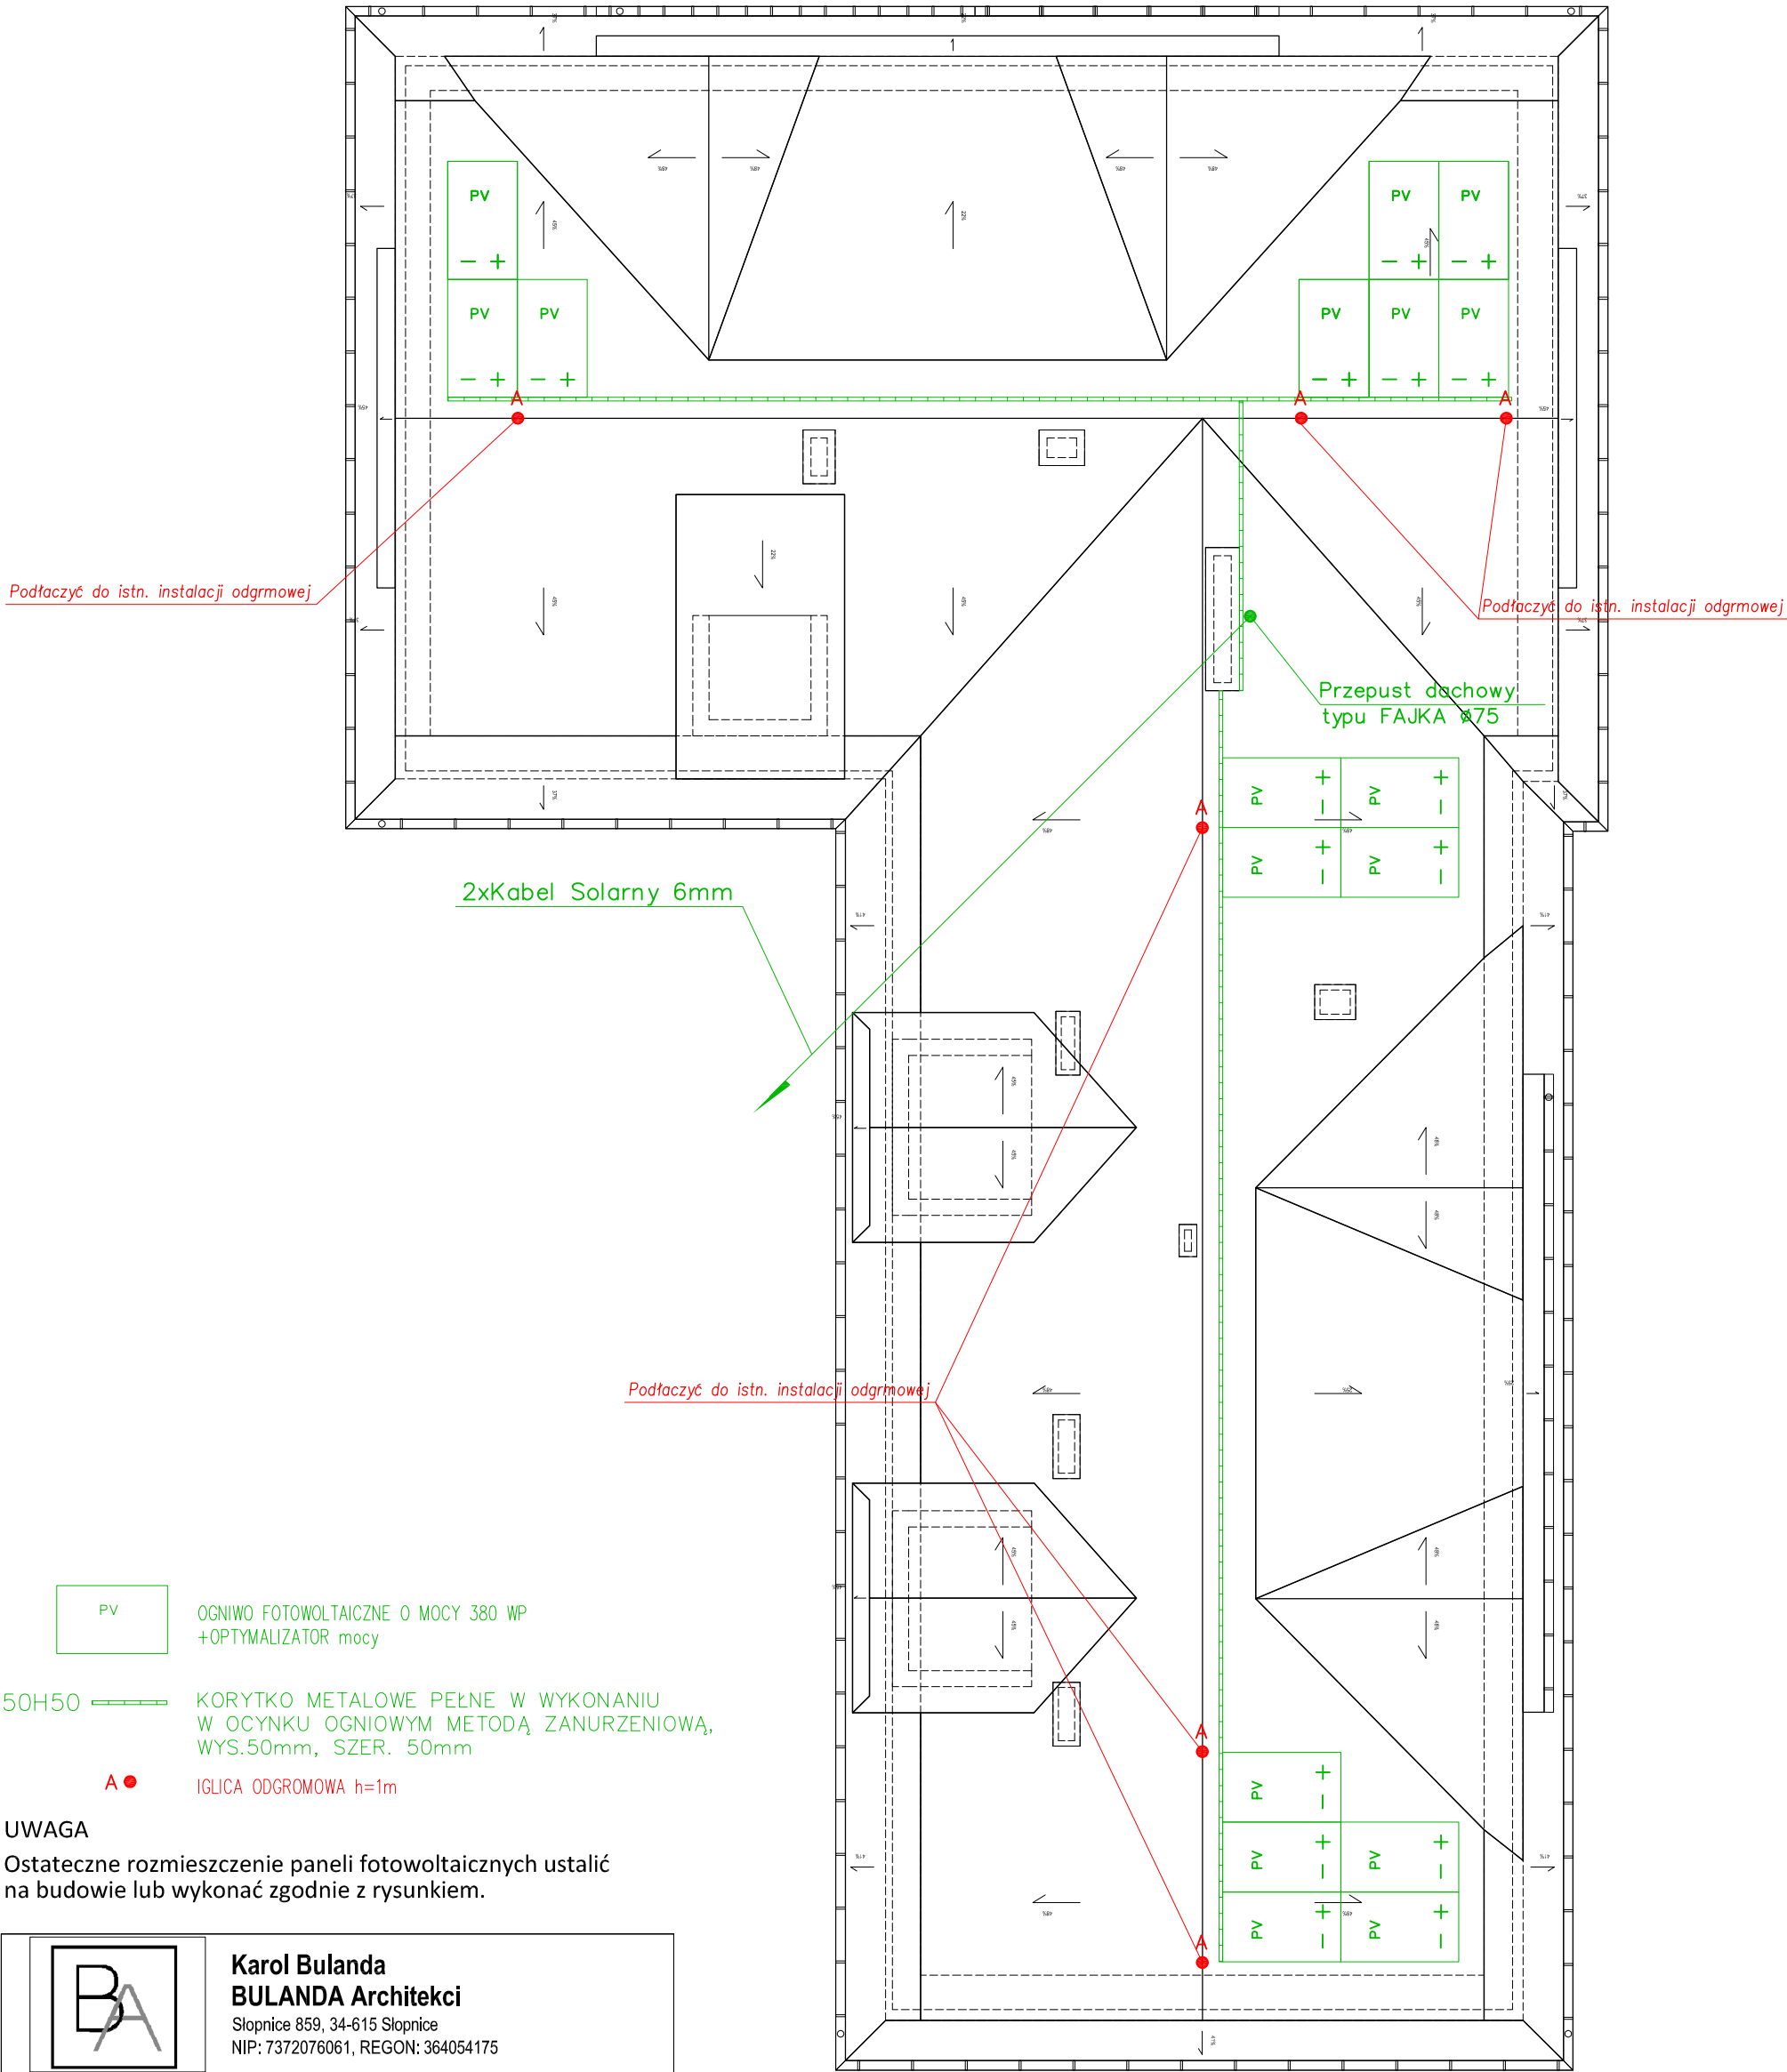 1
PV
PV PV
PV PV
PV PV PV PV PV
A A A
Podłaczyć do istn. instalacji odgrmowej
Podłaczyć do istn. instalacji odgrmowej
Przepust dachowy
typu FAJKA ø75
PV PV
A
PV PV
2xKabel Solarny 6mm
Podłaczyć do istn. instalacji odgrmowej
A
PV
PV PV
PV PV
A
PV
OGNIWO FOTOWOLTAICZNE O MOCY 380 WP
+OPTYMALIZATOR mocy
50H50
KORYTKO METALOWE PEŁNE W WYKONANIU
W OCYNKU OGNIOWYM METODĄ ZANURZENIOWĄ,
WYS.50mm, SZER. 50mm
A
IGLICA ODGROMOWA h=1m
UWAGA
Ostateczne rozmieszczenie paneli fotowoltaicznych ustalić
na budowie lub wykonać zgodnie z rysunkiem.
BA
Karol Bulanda
BULANDA Architekci
Słopnice 859, 34-615 Słopnice
NIP: 7372076061, REGON: 364054175